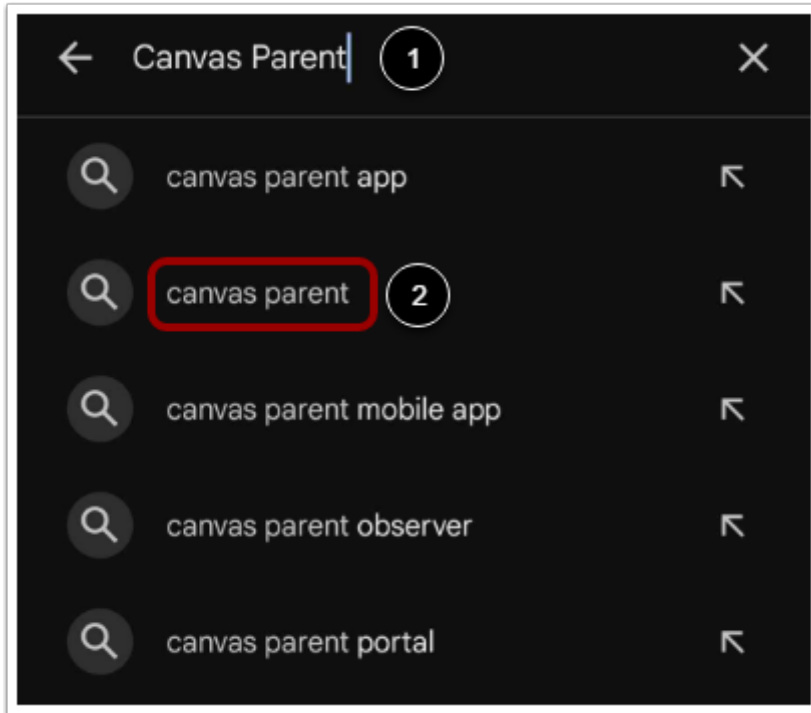 Canvas Parent 1
canvas parent app
canvas parent 2
canvas parent mobile app
canvas parent observer
canvas parent portal